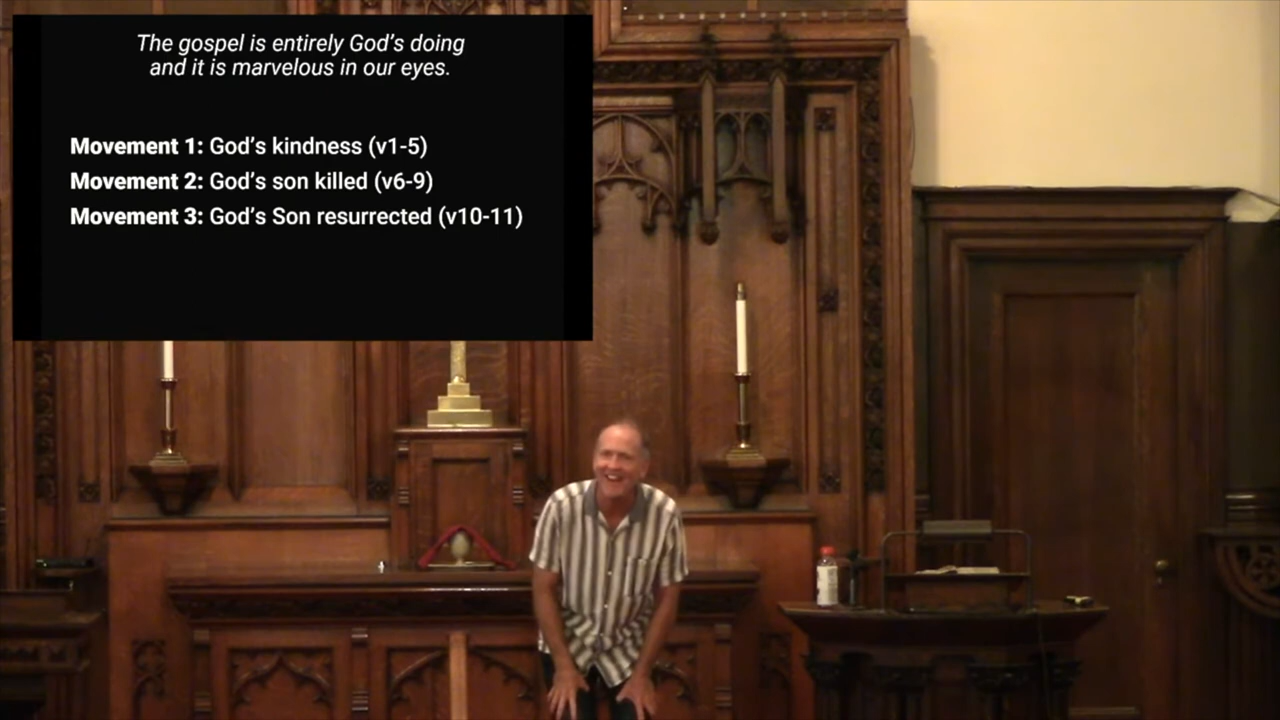 The gospel is entirely God's doing
and it is marvelous in our eyes.
Movement 1: God's kindness (v1-5)
Movement 2: God's son killed (v6-9)
Movement 3: God's Son resurrected (v10-11)